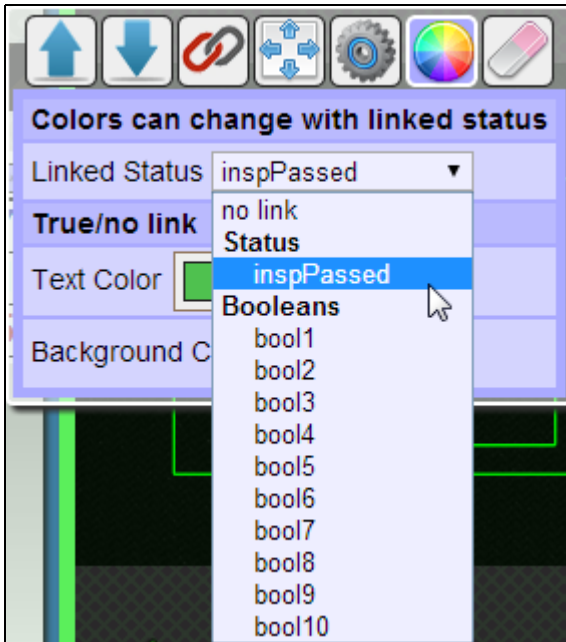 Colors can change with linked status
Linked Status inspPassed
no link
True/no link
Status
Text Color
inspPassed
Booleans
bool1
Background C
bool2
bool3
bool4
bool5
bool6
bool7
bool8
bool9
bool10